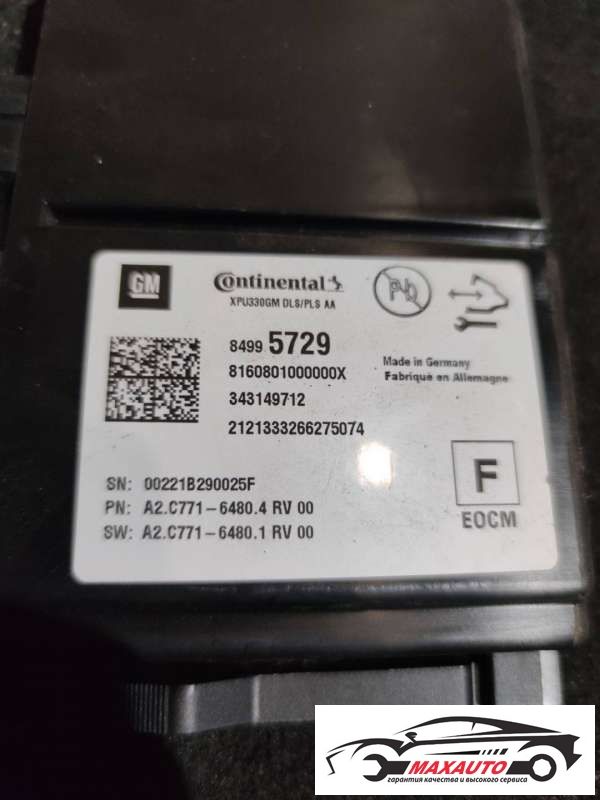 GM
Continental
XPU330GM DLS/PLS AA
Pb
8499 5729
8160801000000X
343149712
2121333266275074
Made in Germany
Fabriqué en Allemagne
SN: 00221B290025F
PN: A2.C771-6480.4 RV 00
SW: A2.C771-6480.1 RV 00
F
EOCM
MAXAUTO
гарантия качества и высокого сервиса